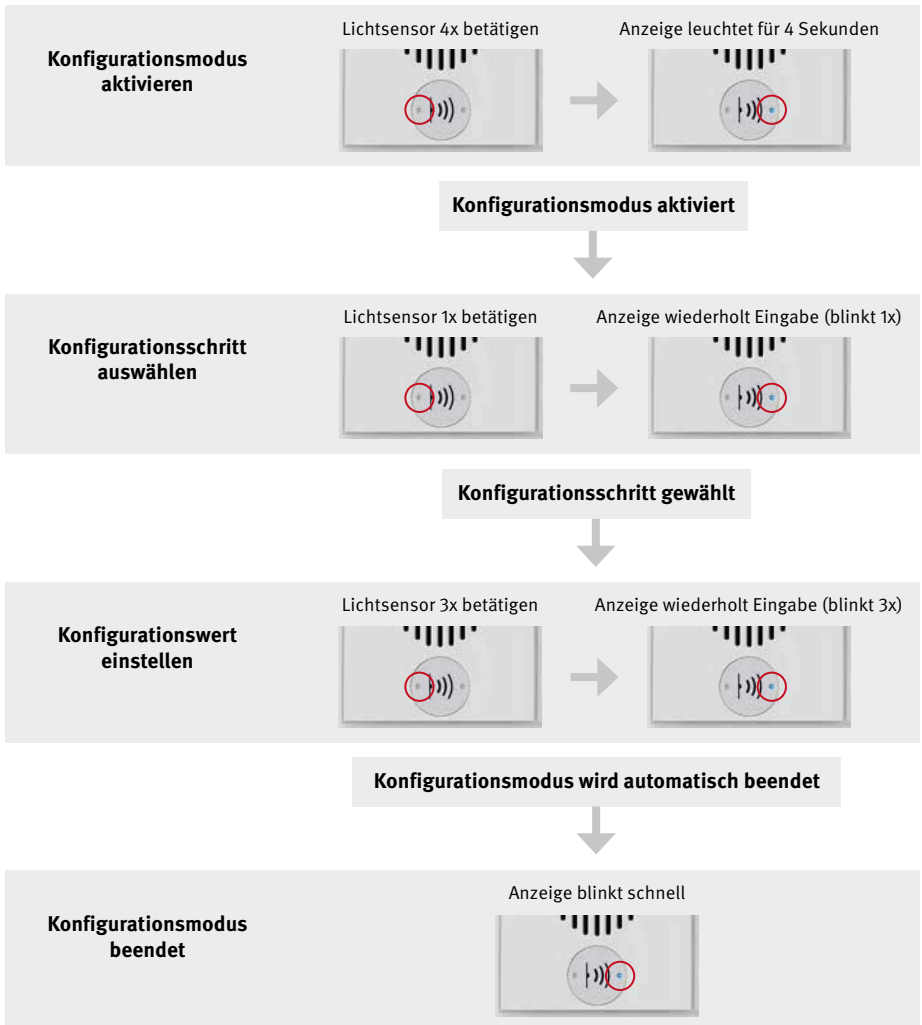 Konfigurationsmodus
aktivieren
Lichtsensor 4x betätigen
Anzeige leuchtet für 4 Sekunden
Konfigurationsmodus aktiviert
Konfigurationsschritt
auswählen
Lichtsensor 1x betätigen
Anzeige wiederholt Eingabe (blinkt 1x)
Konfigurationsschritt gewählt
Konfigurationswert
einstellen
Lichtsensor 3x betätigen
Anzeige wiederholt Eingabe (blinkt 3x)
Konfigurationsmodus wird automatisch beendet
Konfigurationsmodus
beendet
Anzeige blinkt schnell